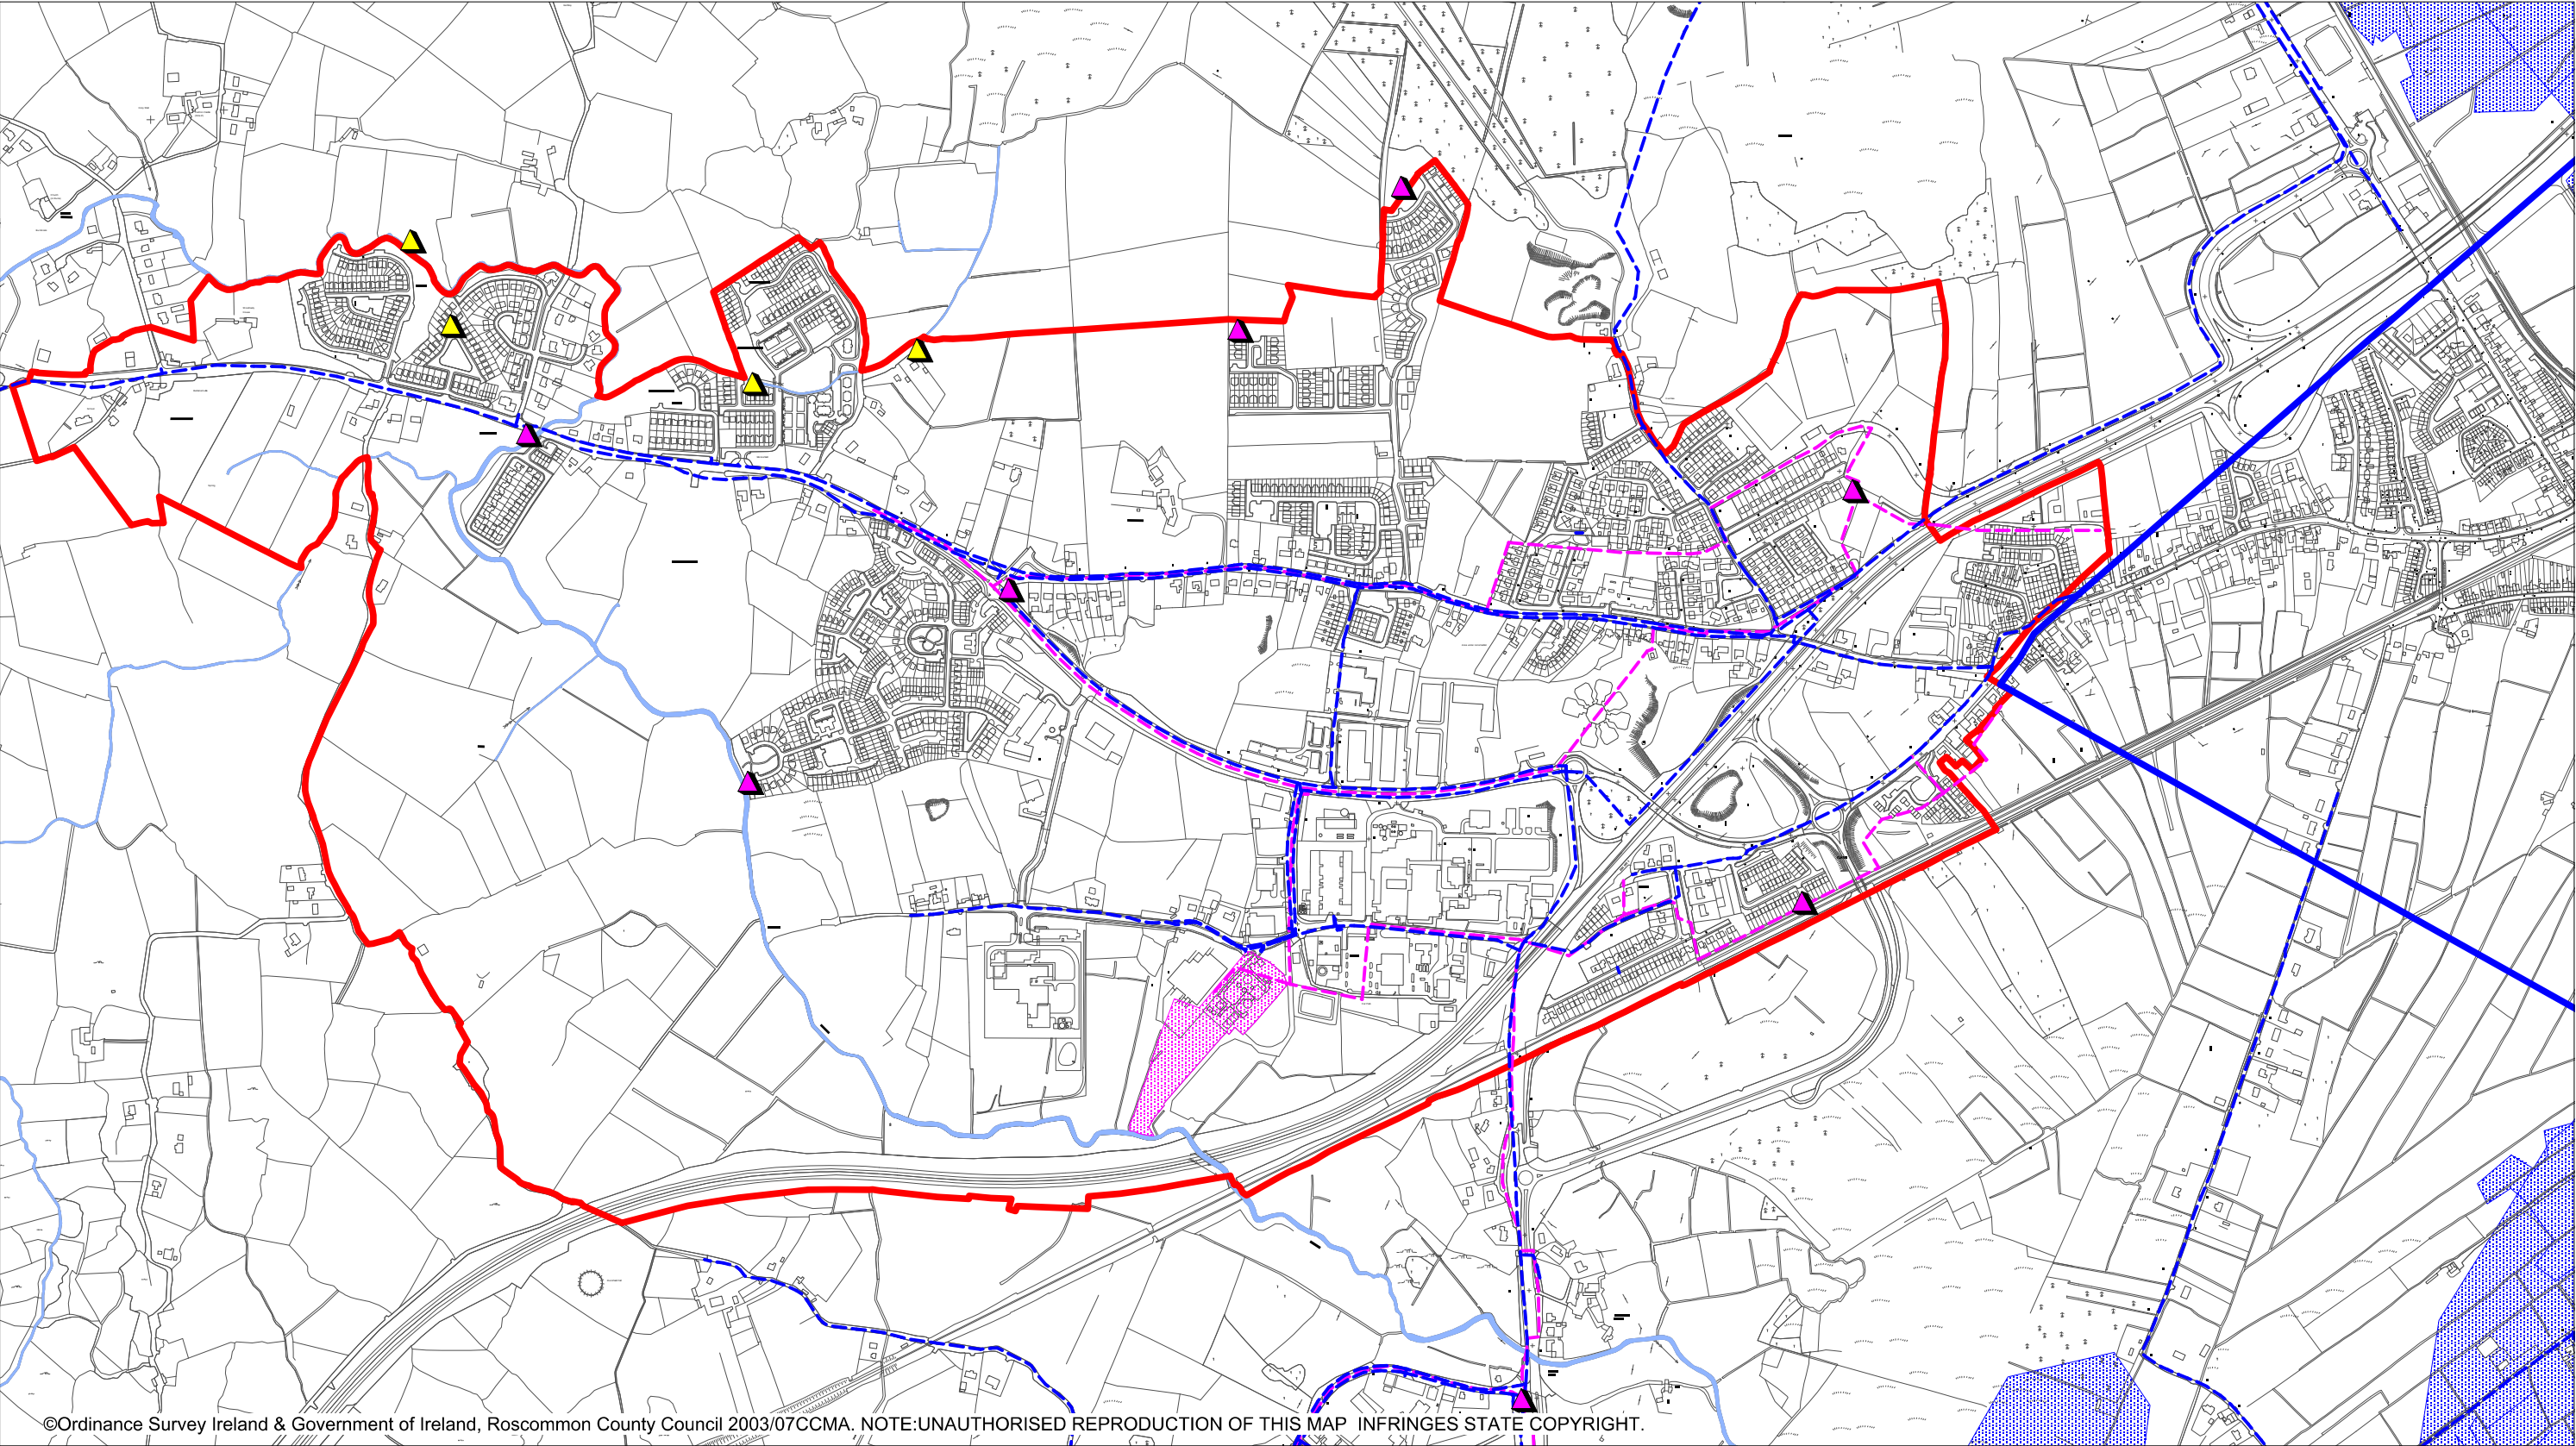 ©Ordinance Survey Ireland & Government of Ireland, Roscommon County Council 2003/07CCMA. NOTE:UNAUTHORISED REPRODUCTION OF THIS MAP INFRINGES STATE COPYRIGHT.